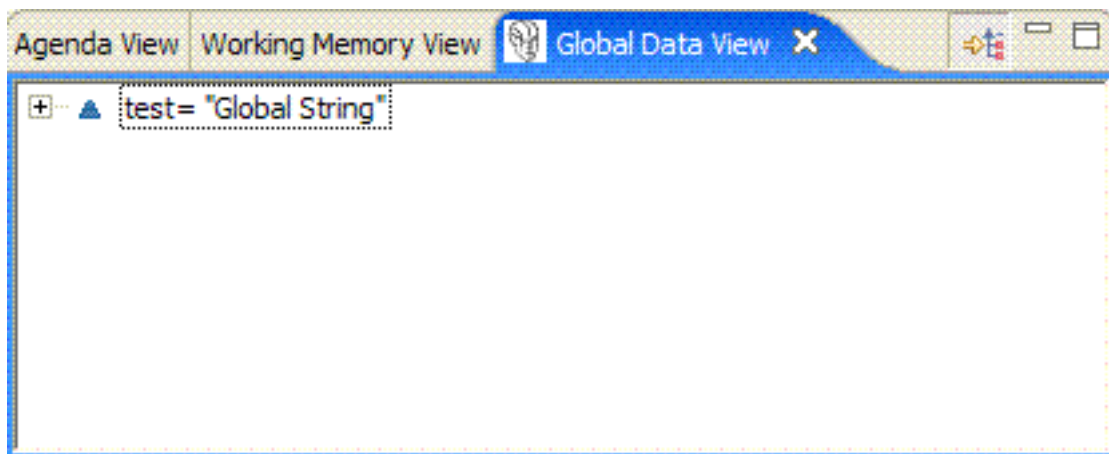 Agenda View Working Memory View Global Data View
test= "Global String"